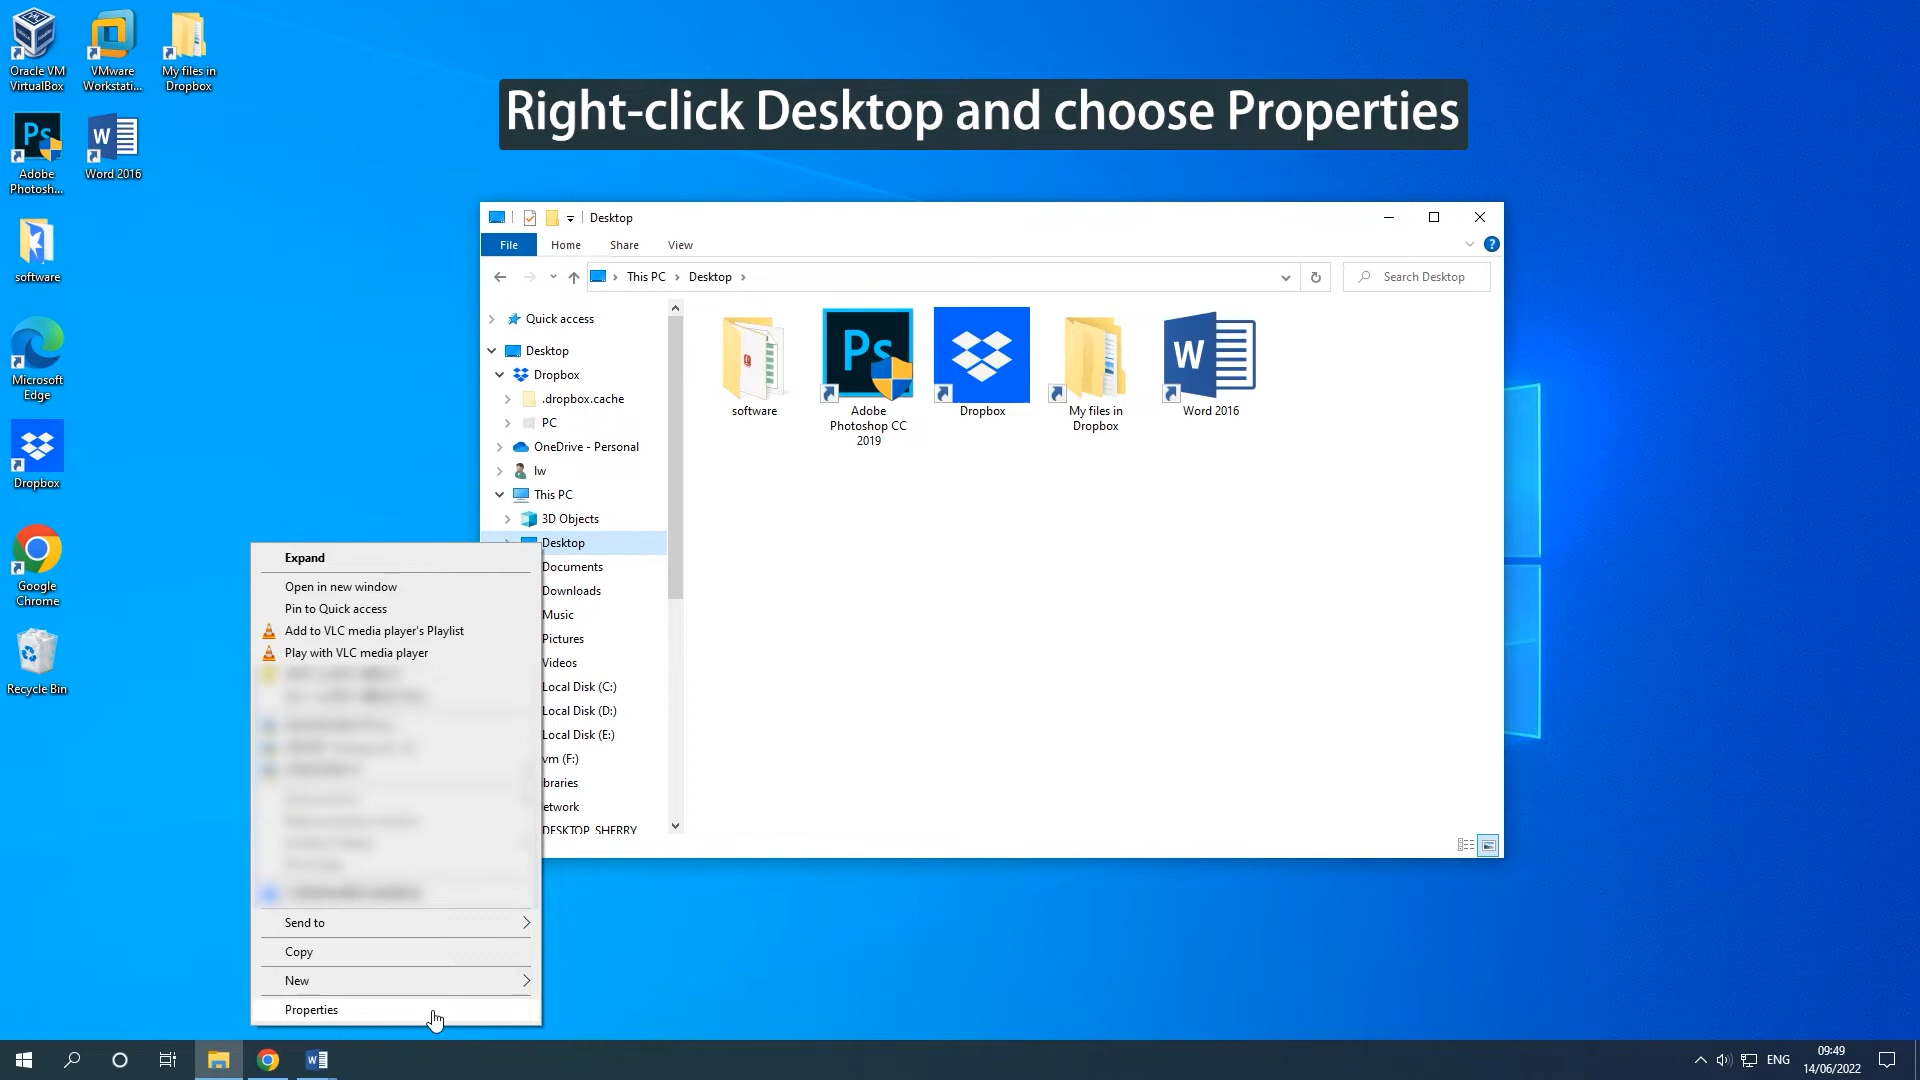 Oracle VM
VirtualBox
VMware
Workstati...
My files in
Dropbox
Adobe
Photosh...
Word 2016
software
Microsoft
Edge
Dropbox
Google
Chrome
Recycle Bin
Right-click Desktop and choose Properties
Desktop
File
Home
Share
View
This PC
Desktop
Search Desktop
Quick access
Desktop
Dropbox
.dropbox.cache
PC
OneDrive - Personal
lw
This PC
3D Objects
Desktop
Documents
Downloads
Music
Pictures
Videos
Local Disk (C:)
Local Disk (D:)
Local Disk (E:)
vm (F:)
braries
etwork
DESKTOP_SHERRY
software
Ps
Adobe
Photoshop CC
2019
Dropbox
My files in
Dropbox
W
Word 2016
Expand
Open in new window
Pin to Quick access
Add to VLC media player's Playlist
Play with VLC media player
Send to
Copy
New
Properties
ENG
09:49
14/06/2022